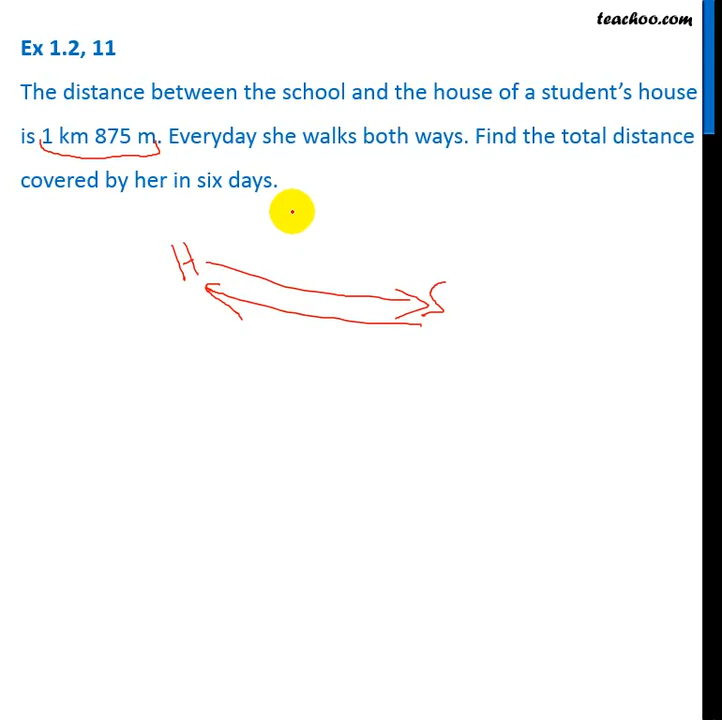 teachoo.com
Ex 1.2, 11
The distance between the school and the house of a student’s house
is 1 km 875 m. Everyday she walks both ways. Find the total distance
covered by her in six days.
H
S